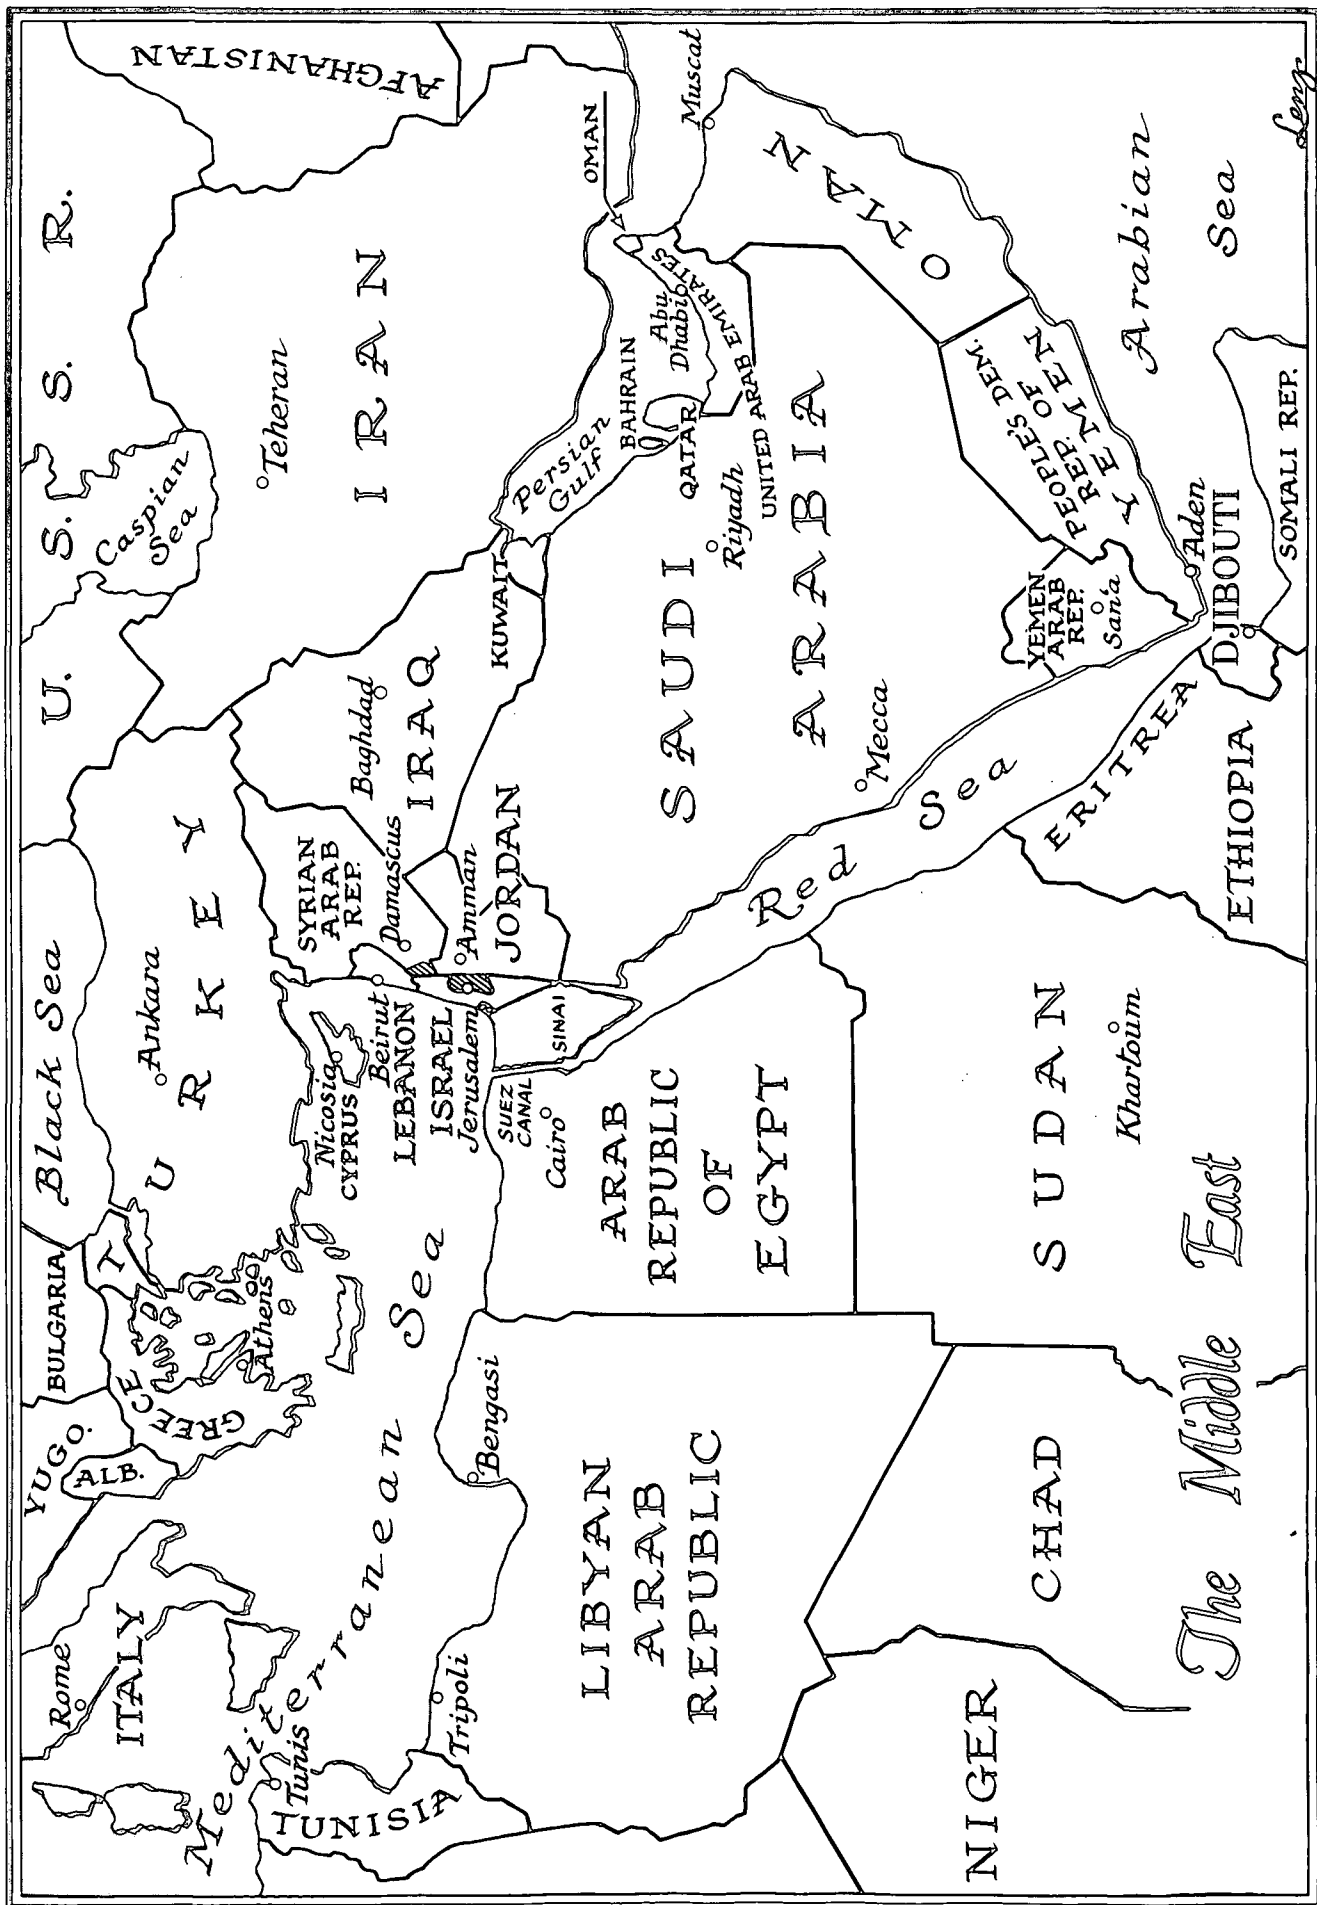 YUGO.
ALB.
BULGARIA
Black Sea
U. S. S. R.
Caspian
Sea
AFGHANISTAN
Rome
ITALY
GREECE
T
Athens
TURKEY
Ankara
Teheran
IRAN
Mediterranean Sea
Tunis
TUNISIA
Tripoli
Bengasi
Nicosia
CYPRUS
Beirut
LEBANON
ISRAEL
Jerusalem
SYRIAN
ARAB
REP.
Damascus
Baghdad
IRAQ
Amman
JORDAN
KUWAIT
Persian
Gulf
BAHRAIN
QATAR
Abu
Dhabi
UNITED ARAB EMIRATES
OMAN
Muscat
OMAN
SUEZ
CANAL
SINAI
Cairo
LIBYAN
ARAB
REPUBLIC
ARAB
REPUBLIC
OF
EGYPT
SAUDI
ARABIA
Riyadh
Mecca
Red Sea
PEOPLE'S DEM.
REP. OF
YEMEN
YEMEN
ARAB
REP.
San'a
Aden
Arabian
Sea
NIGER
CHAD
SUDAN
Khartoum
ERITREA
ETHIOPIA
DJIBOUTI
SOMALI REP.
The Middle East
Lenz